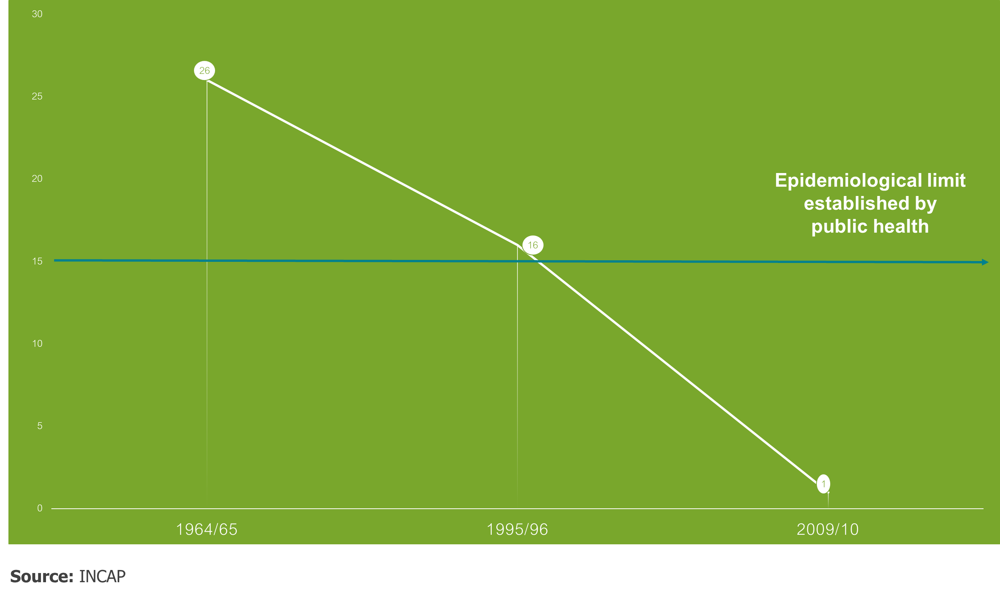 30
26
25
20
Epidemiological limit
established by
public health
16
15
10
5
1
0
1964/65 1995/96 2009/10
Source: INCAP